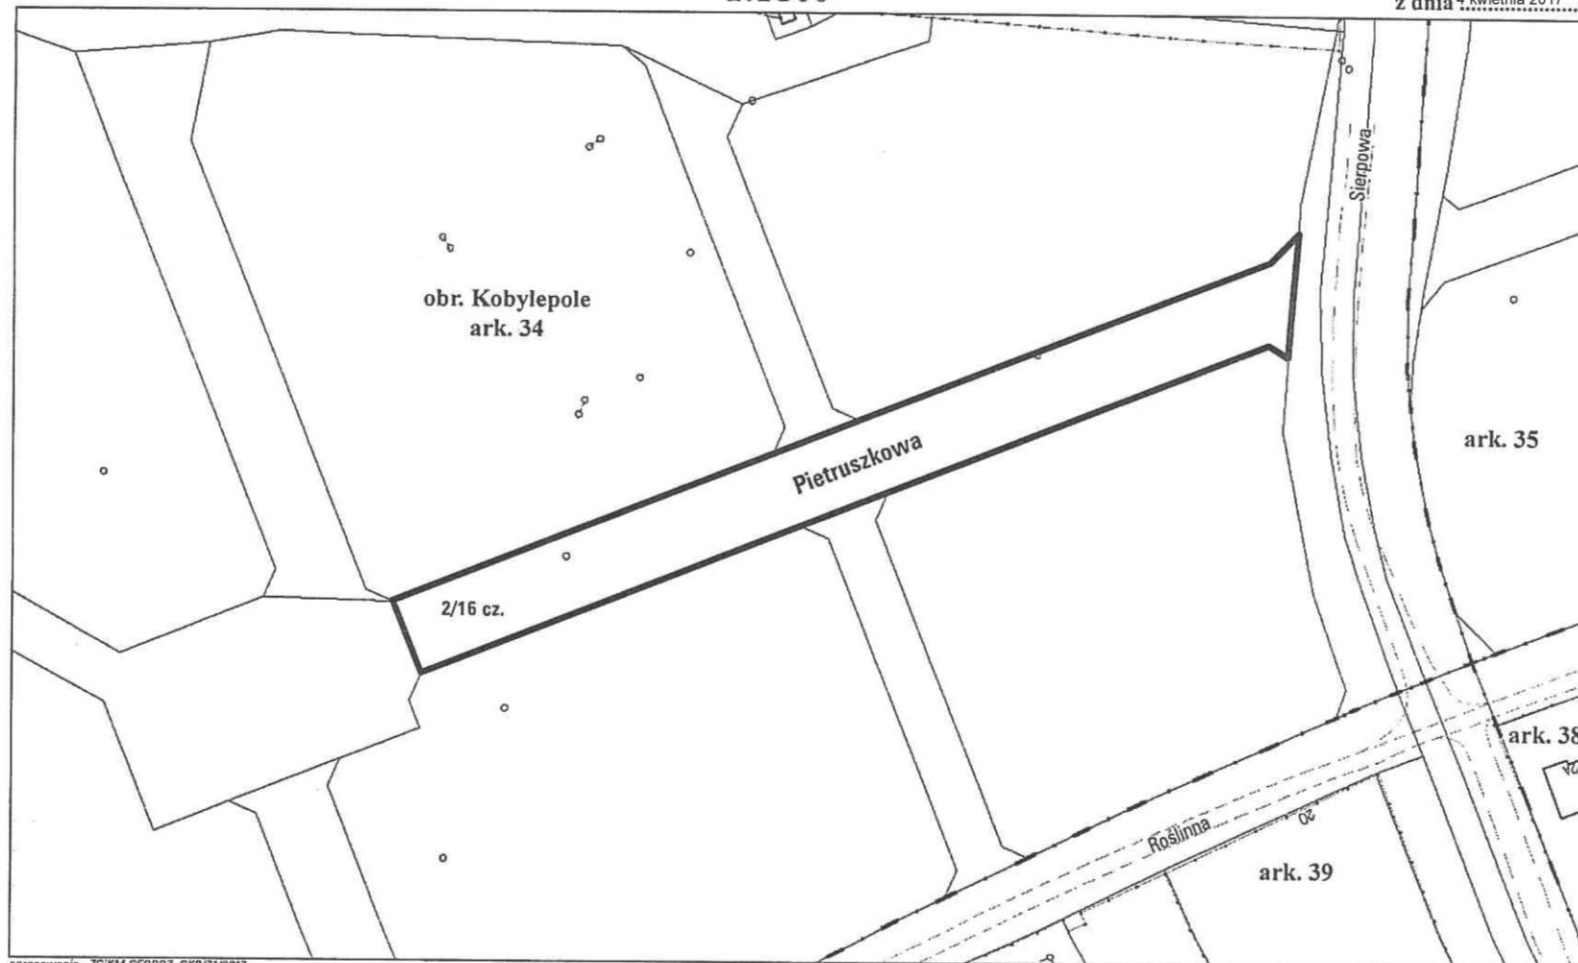 z dnia 4 kwietnia 2017
Sierpowa
obr. Kobylepole
ark. 34
ark. 35
Pietruszkowa
2/16 cz.
ark. 38
Roślinna
20
ark. 39